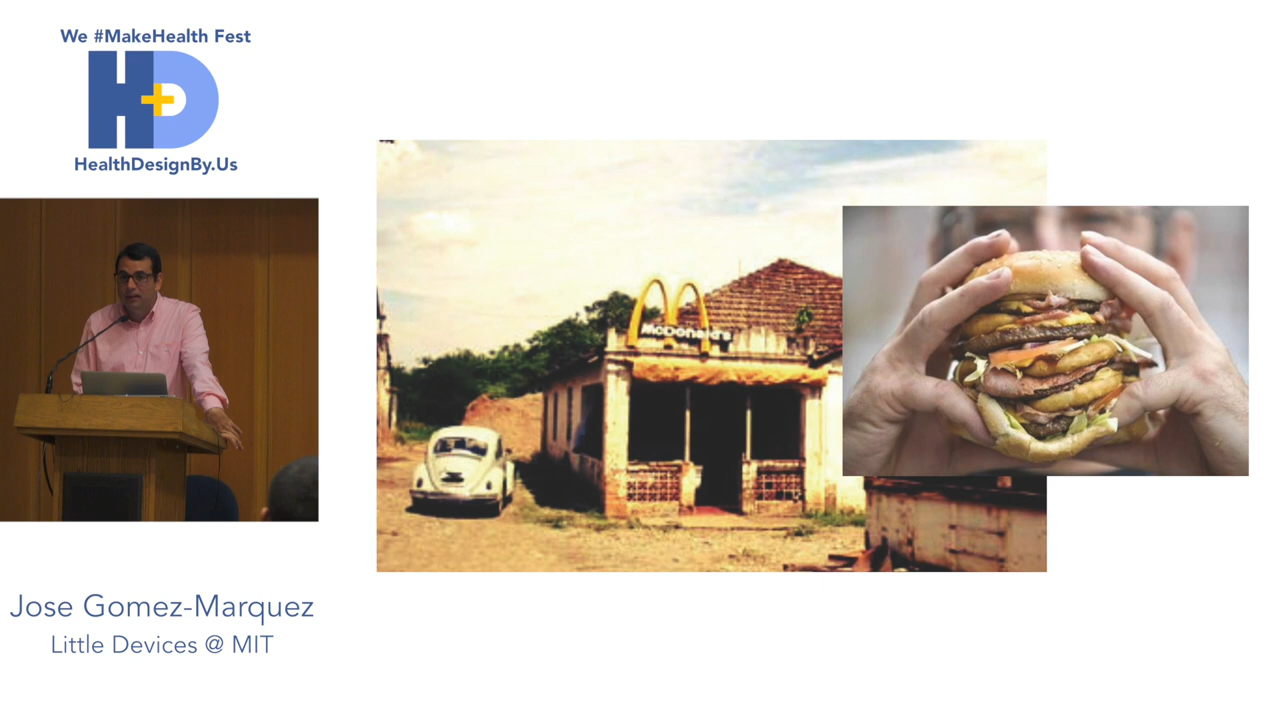 We #MakeHealth Fest
HD
HealthDesignBy.Us
McDonald's
Jose Gomez-Marquez
Little Devices @ MIT